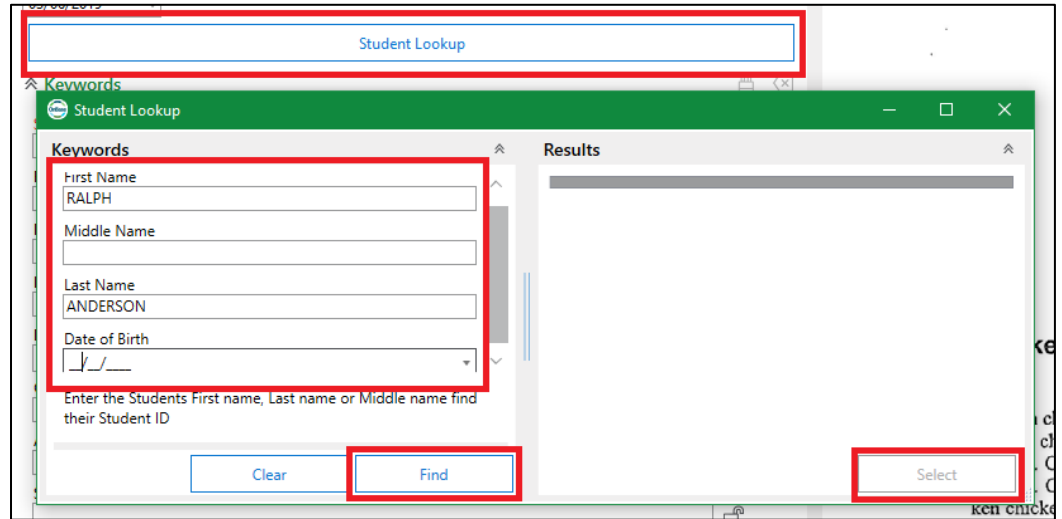 Student Lookup
Keywords
Student Lookup
Keywords
First Name
RALPH
Middle Name
Last Name
ANDERSON
Date of Birth
__/__/____
Enter the Students First name, Last name or Middle name find
their Student ID
Clear
Find
Results
Select
ken chicke